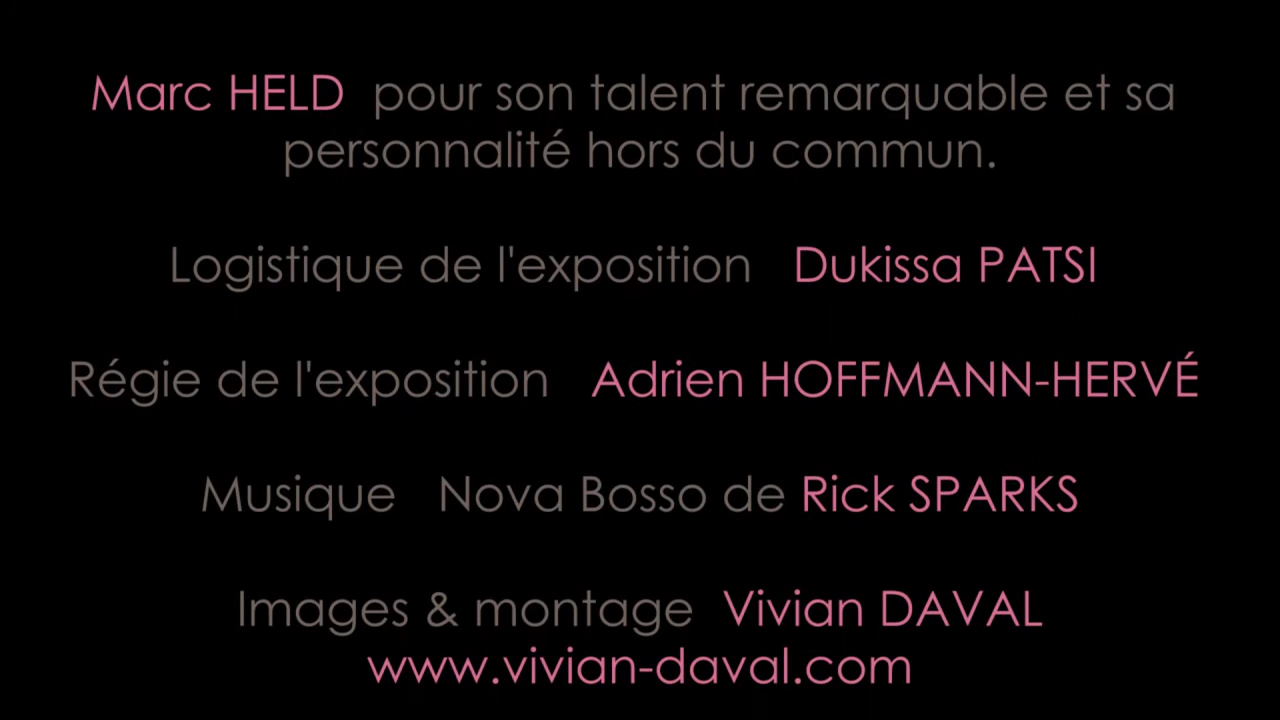 Marc HELD pour son talent remarquable et sa
personnalité hors du commun.
Logistique de l'exposition Dukissa PATSI
Régie de l'exposition Adrien HOFFMANN-HERVÉ
Musique Nova Bosso de Rick SPARKS
Images & montage Vivian DAVAL
www.vivian-daval.com